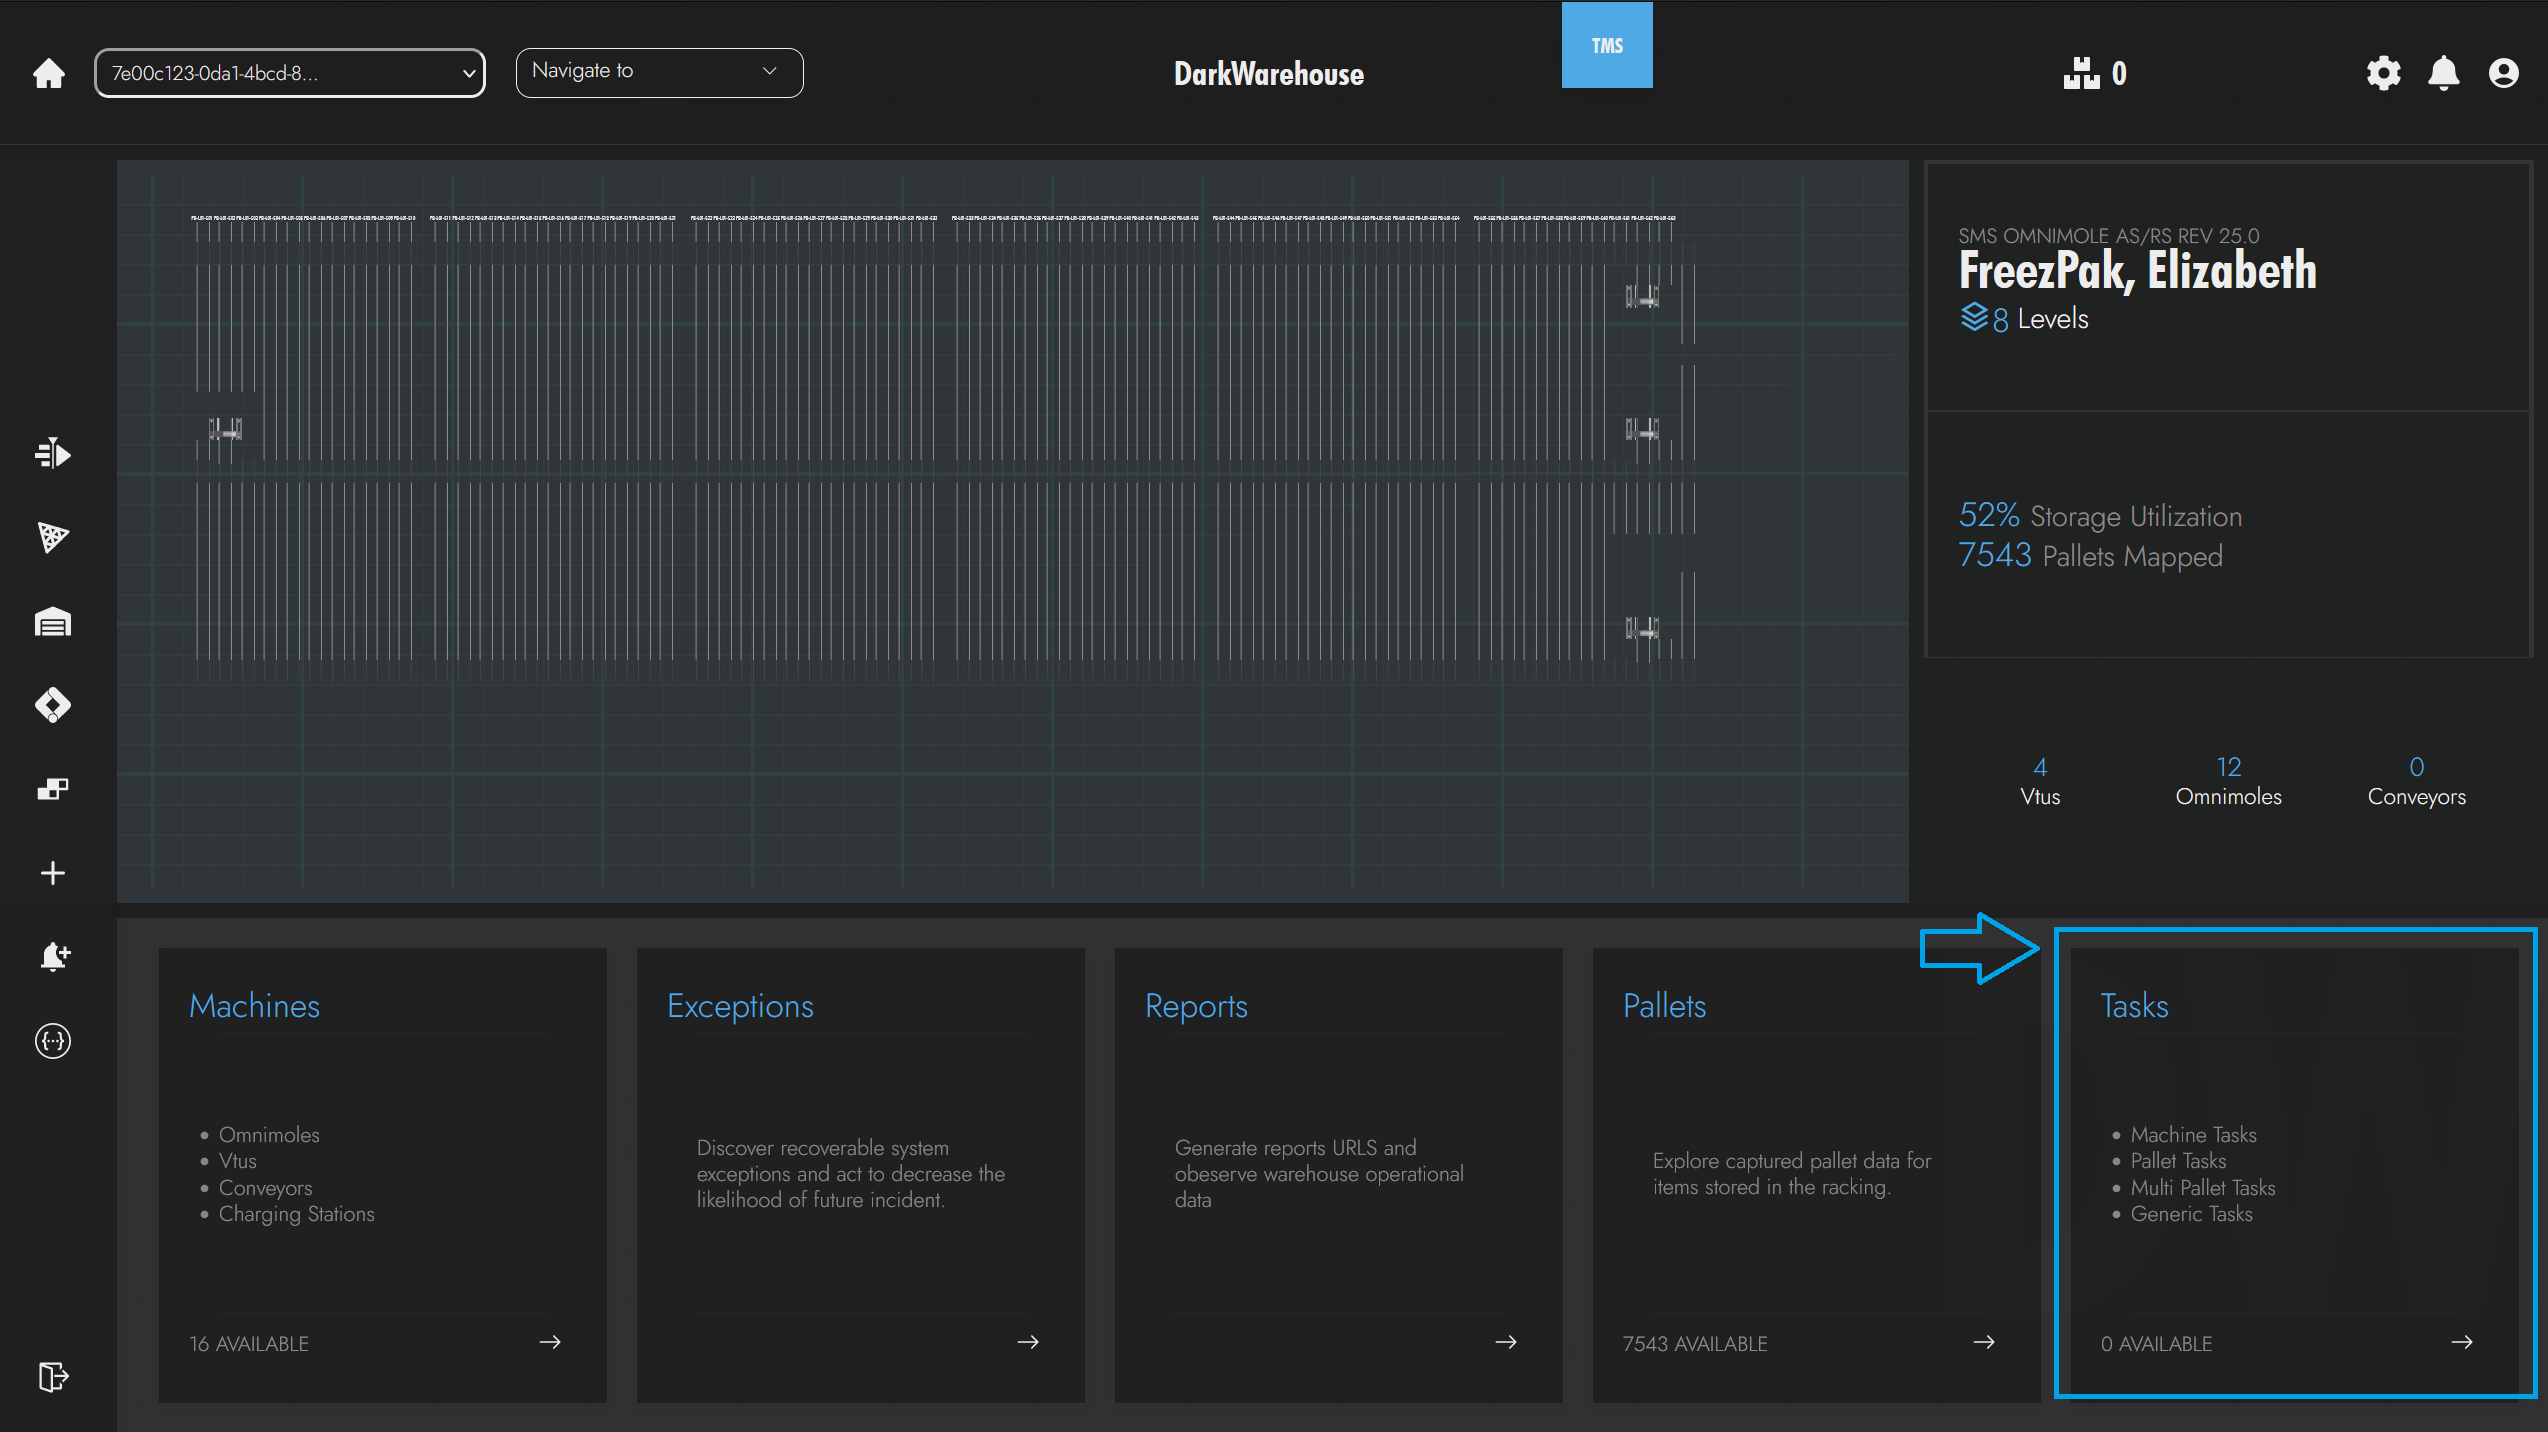 7e00c123-0da1-4bcd-8...
Navigate to
DarkWarehouse
TMS
0
SMS OMNIMOLE AS/RS REV 25.0
FreezPak, Elizabeth
8 Levels
52% Storage Utilization
7543 Pallets Mapped
4
Vtus
12
Omnimoles
0
Conveyors
Machines
Omnimoles
Vtus
Conveyors
Charging Stations
16 AVAILABLE
Exceptions
Discover recoverable system
exceptions and act to decrease the
likelihood of future incident.
Reports
Generate reports URLS and
obeserve warehouse operational
data
Pallets
Explore captured pallet data for
items stored in the racking.
7543 AVAILABLE
Tasks
Machine Tasks
Pallet Tasks
Multi Pallet Tasks
Generic Tasks
0 AVAILABLE